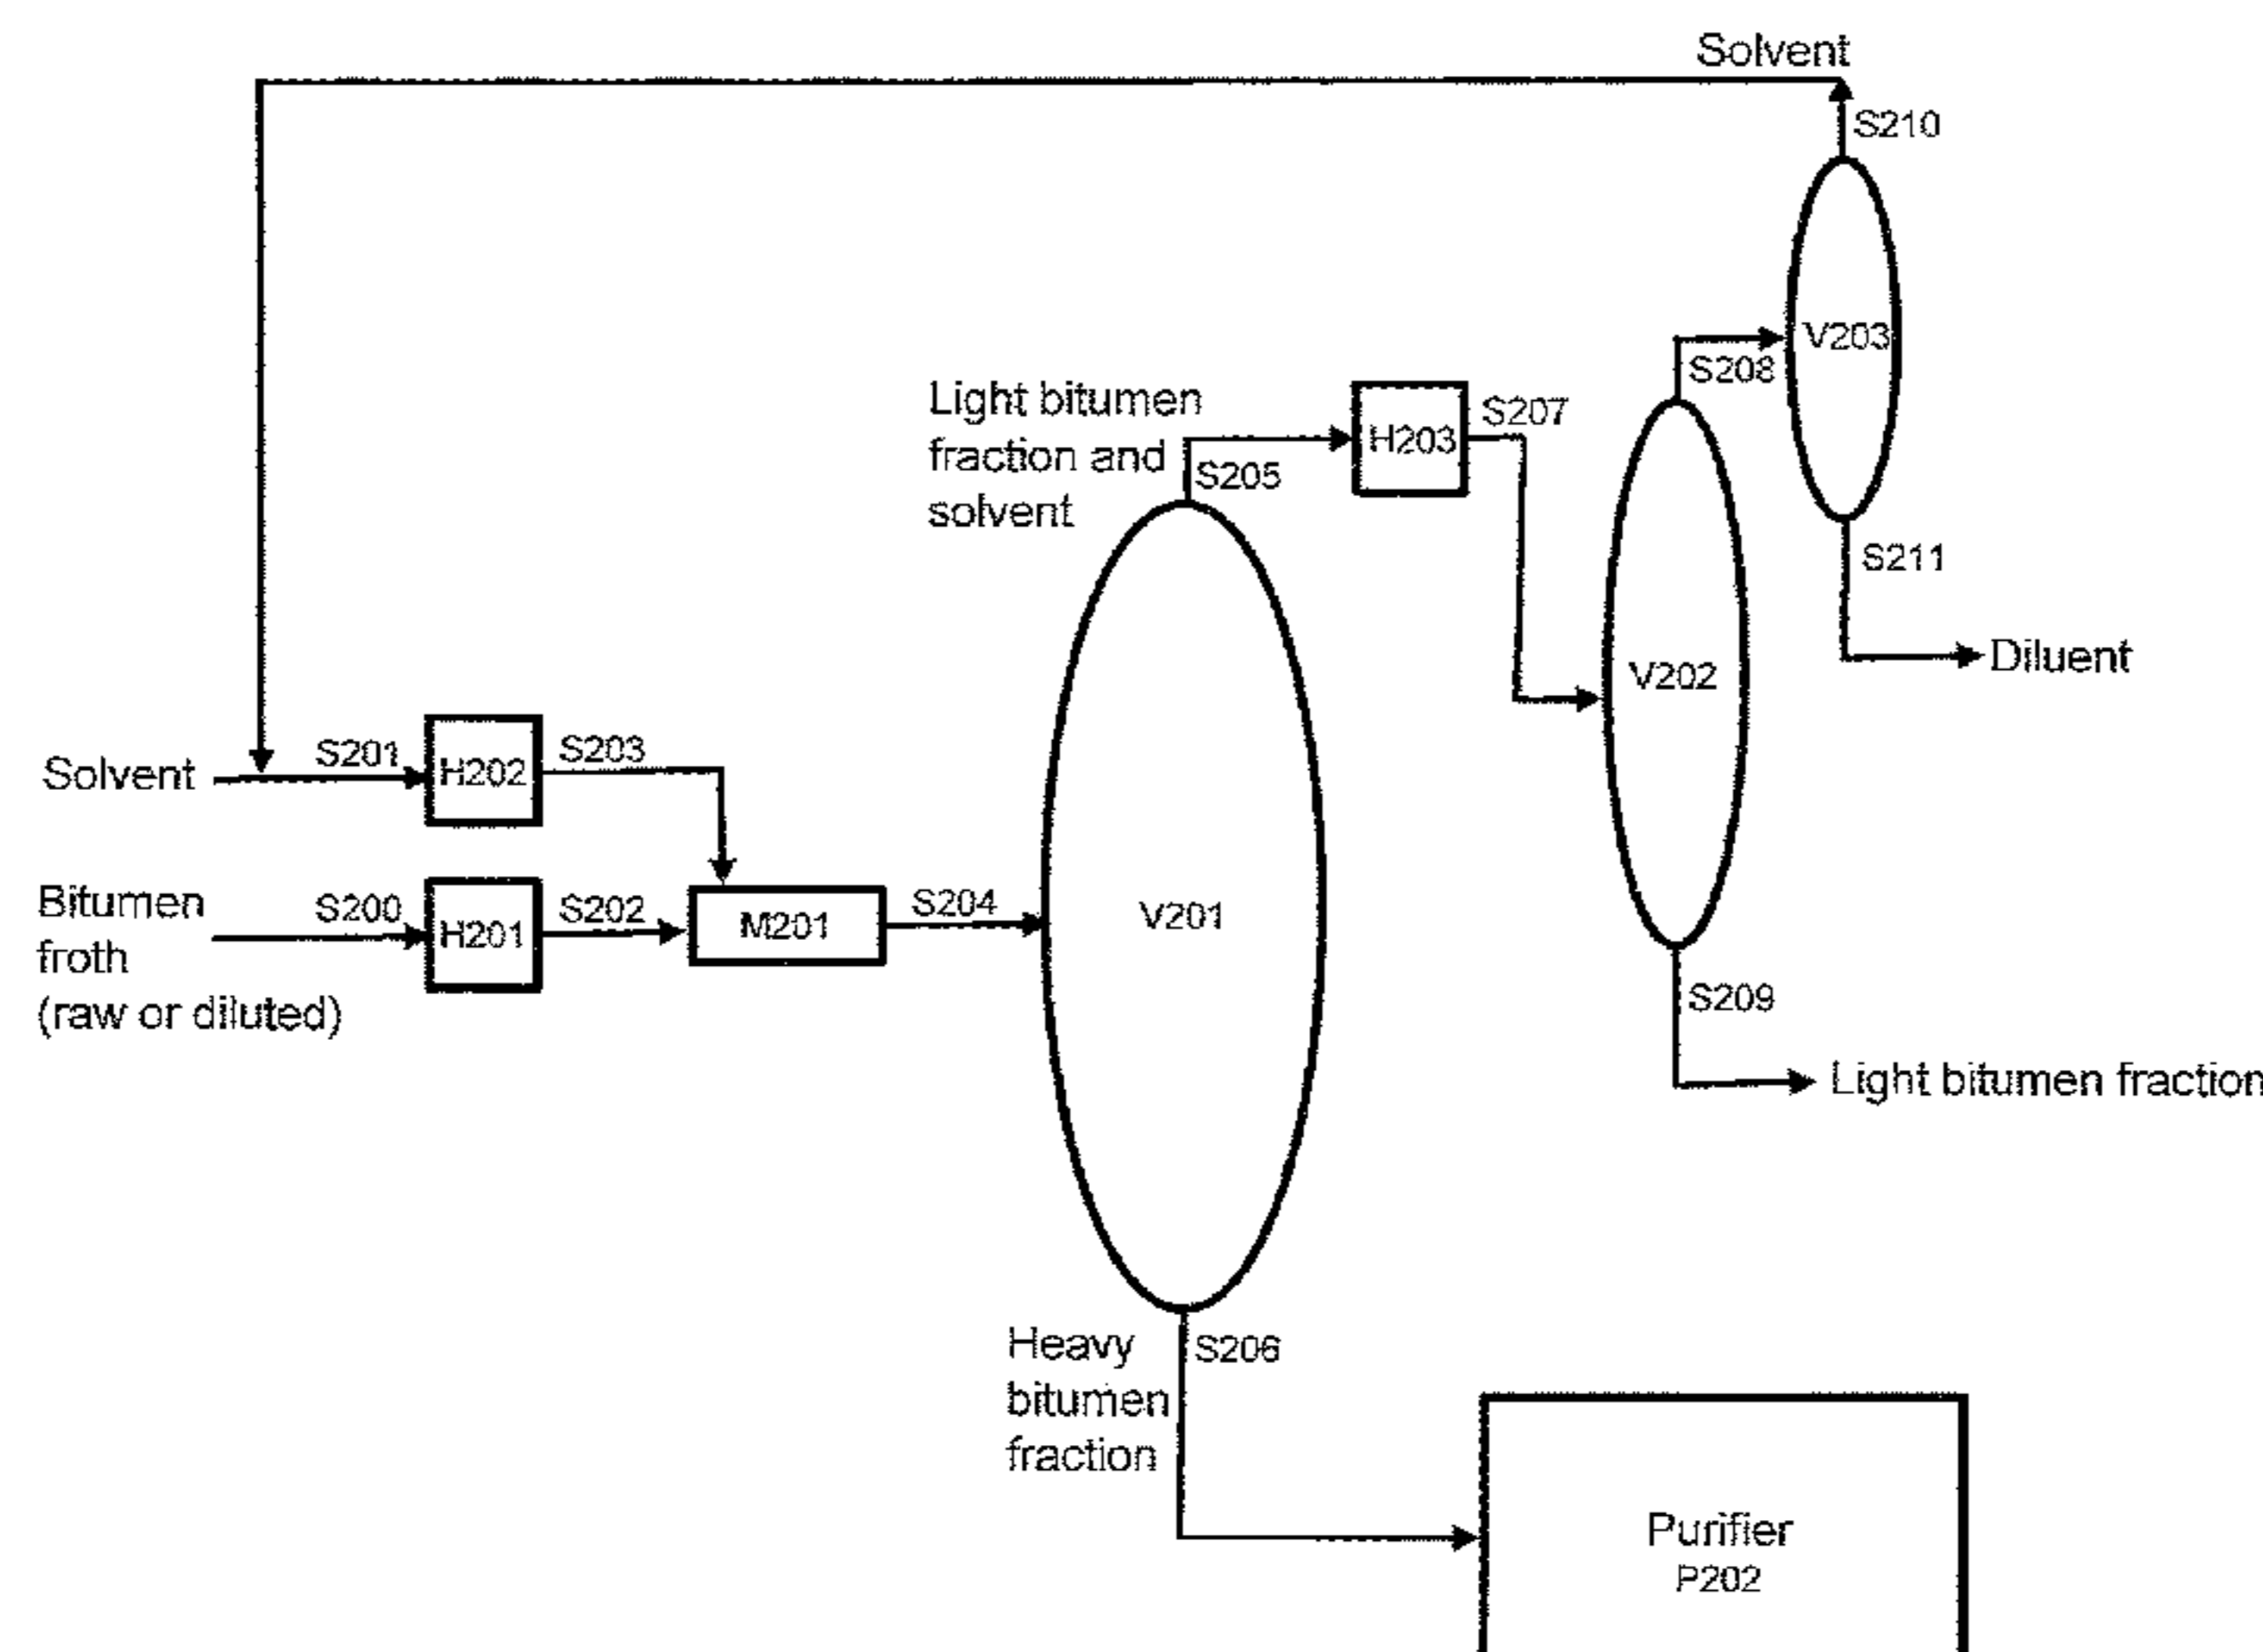 Solvent
S210
V203
S208
Light bitumen
fraction and
solvent
S205
H203
S207
S211
Diluent
V202
Solvent
S201
H202
S203
Bitumen
froth
(raw or diluted)
S200
H201
S202
M201
S204
V201
S209
Light bitumen fraction
Heavy
bitumen
fraction
S206
Purifier
P202